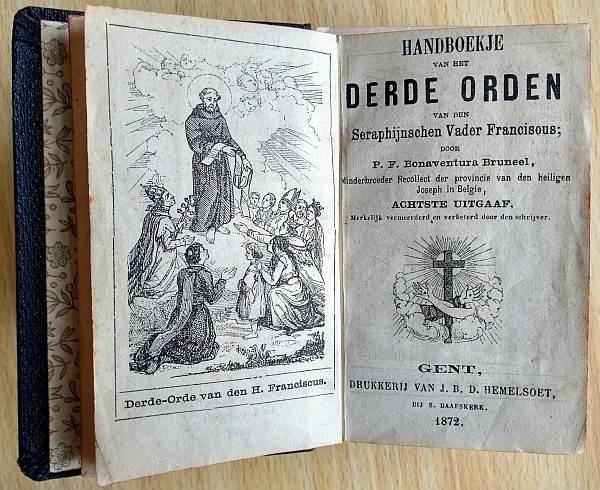 Derde-Orde van den H. Franciscus.
HANDBOEKJE
VAN HET
DERDE ORDEN
VAN DEN
Seraphijnschen Vader Franciscus;
DOOR
P. F. Bonaventura Bruneel,
Minderbroeder Recollect der provincie van den heiligen
Joseph in Belgie,
ACHTSTE UITGAAF,
Merkelijk vermeerderd en verbeterd door den schrijver.
GENT,
DRUKKERIJ VAN J. B. D. HEMELSOET,
BIJ S. BAAFSKERK.
1872.